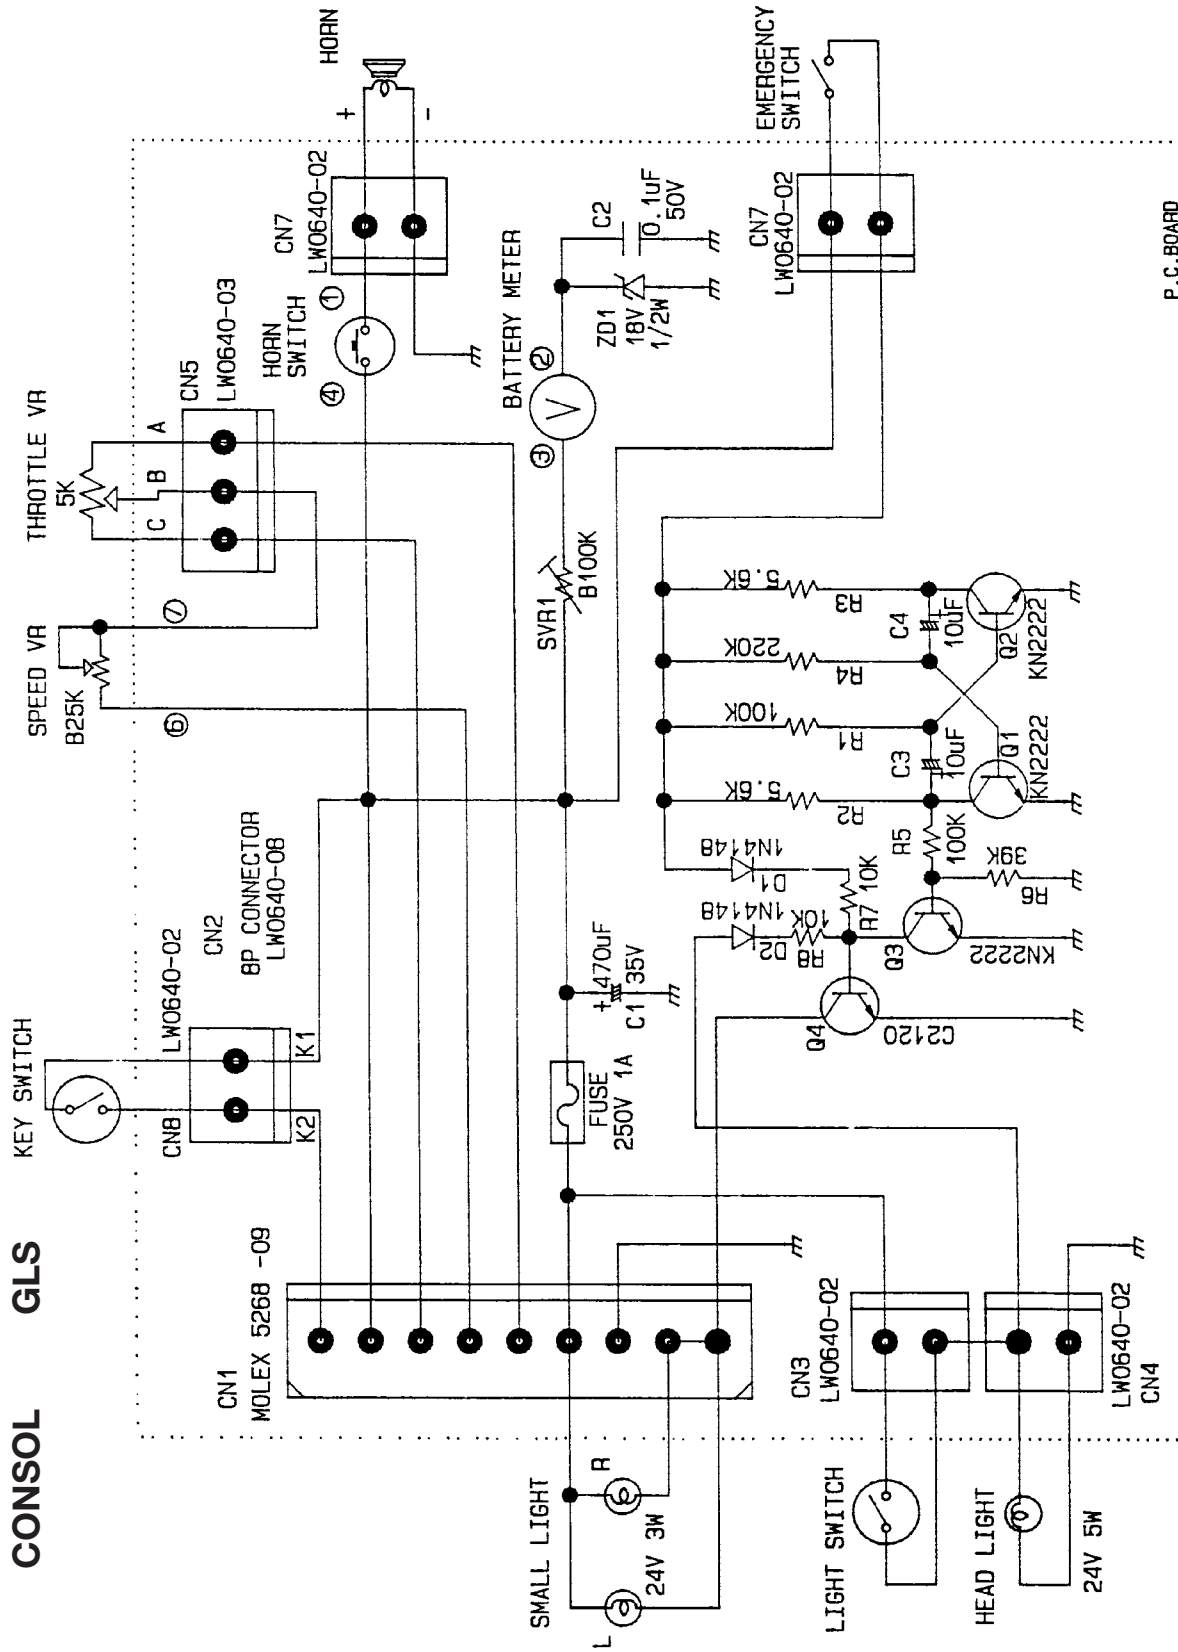 CONSOL GLS
KEY SWITCH
CN8
LW0640-02
CN2
8P CONNECTOR
LW0640-08
K2
K1
SPEED VR
B25K
⑥
⑦
THROTTLE VR
5K
C
B
A
CN5
LW0640-03
HORN
SWITCH
④
①
CN7
LW0640-02
+
-
HORN
CN1
MOLEX 5268 -09
FUSE
250V 1A
+ 470uF
C1 35V
SVR1
B100K
BATTERY METER
③
②
V
ZD1
18V
1/2W
C2
0.1uF
50V
EMERGENCY
SWITCH
CN7
LW0640-02
SMALL LIGHT
L
R
24V 3W
LIGHT SWITCH
CN3
LW0640-02
HEAD LIGHT
24V 5W
LW0640-02
CN4
D2
1N4148
D1
1N4148
R8
10K
R7
10K
Q4
C2120
Q3
KN2222
R5
100K
R6
39K
R2
5.6K
R1
100K
R4
220K
R3
5.6K
C3
+
10uF
C4
+
10uF
Q1
KN2222
Q2
KN2222
P.C.BOARD